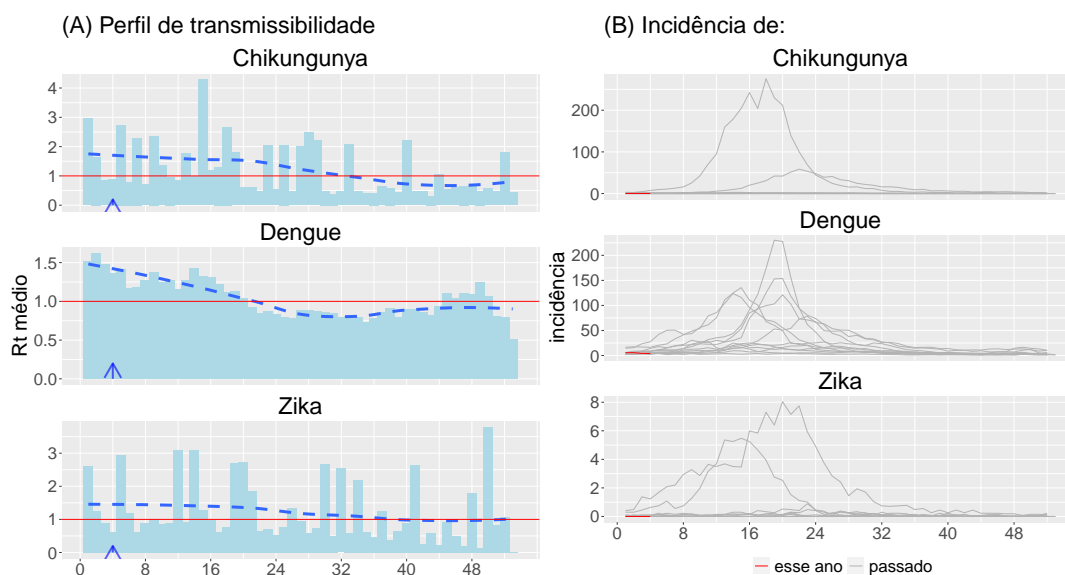 (A) Perfil de transmissibilidade
Chikungunya
4
3
2
1
0
Dengue
1.5
1.0
0.5
0.0
Rt médio
Zika
4
3
2
1
0
0 8 16 24 32 40 48
(B) Incidência de:
Chikungunya
200
100
0
Dengue
250
200
150
100
50
0
incidência
Zika
8
6
4
2
0
0 8 16 24 32 40 48
esse ano passado